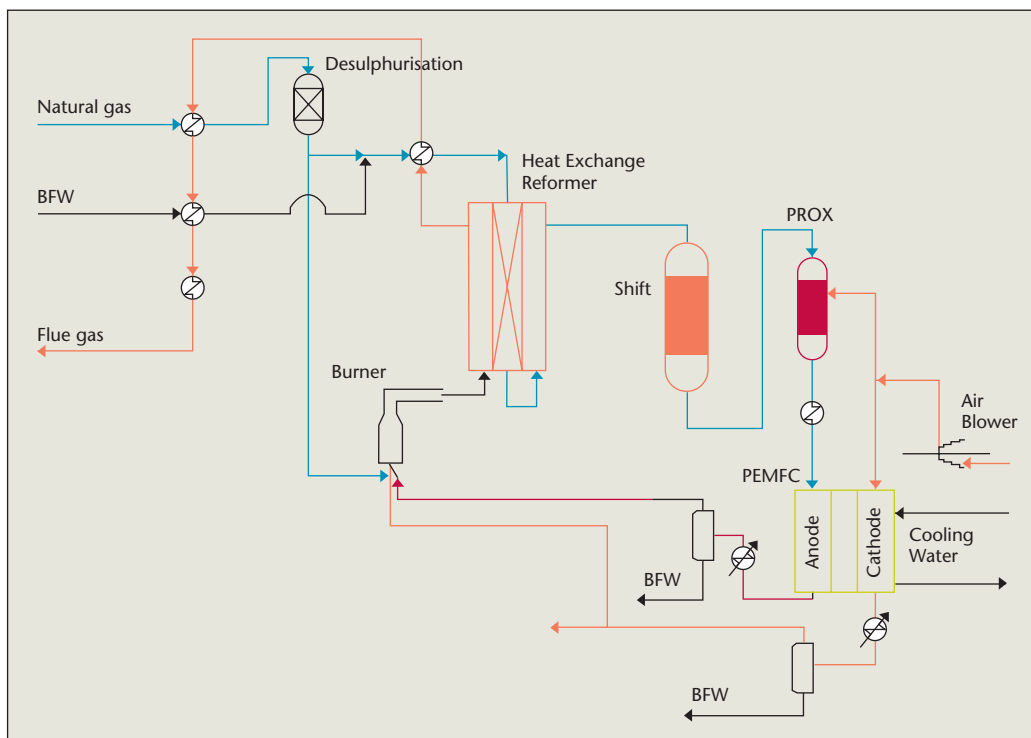 Desulphurisation
Natural gas
Heat Exchange
Reformer
BFW
PROX
Shift
Flue gas
Burner
Air
Blower
PEMFC
Anode
Cathode
Cooling
Water
BFW
BFW